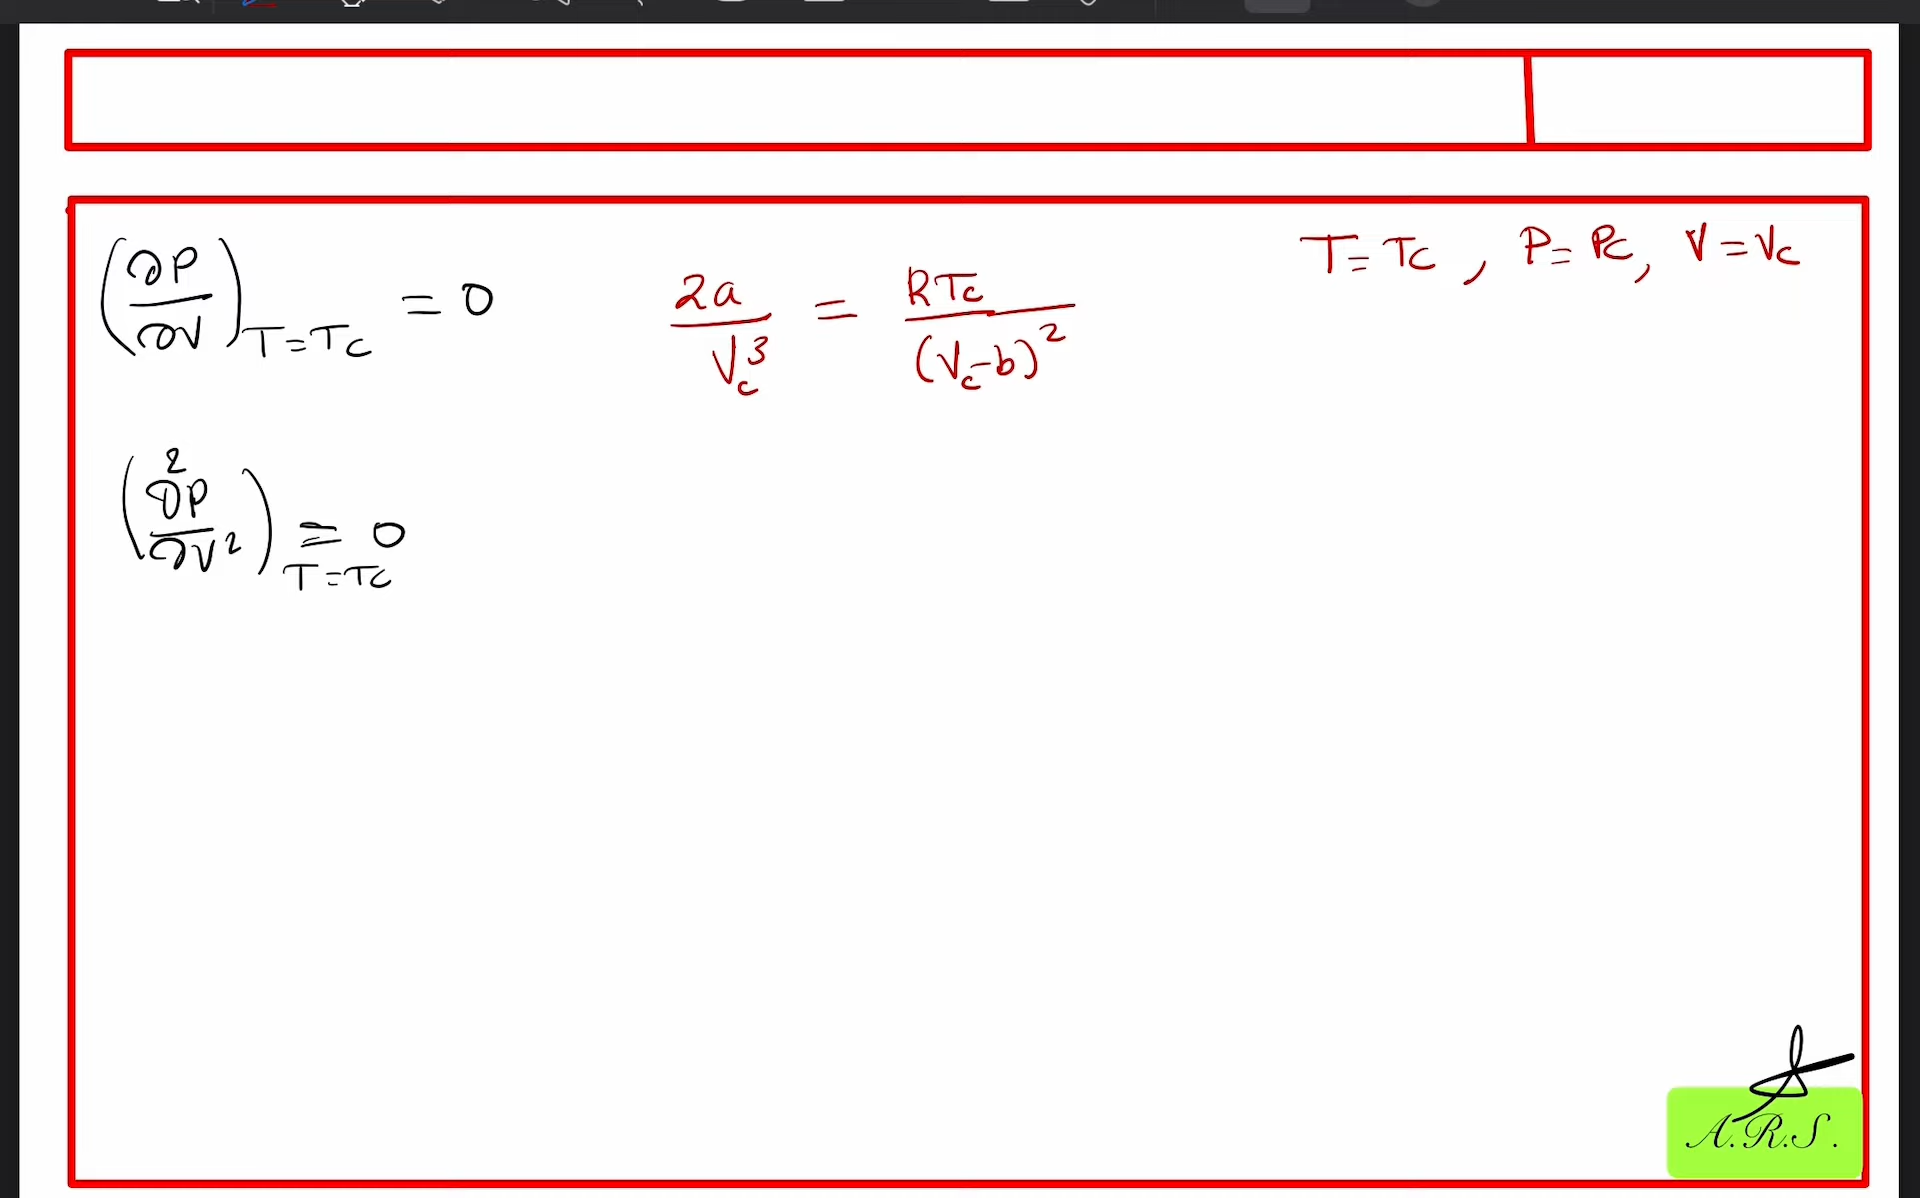 (∂P/∂V)_{T=Tc} = 0
2a/Vc³ = RTc/(Vc-b)²
T=Tc, P=Pc, V=Vc
(∂²P/∂V²)_{T=Tc} = 0
A.R.S.